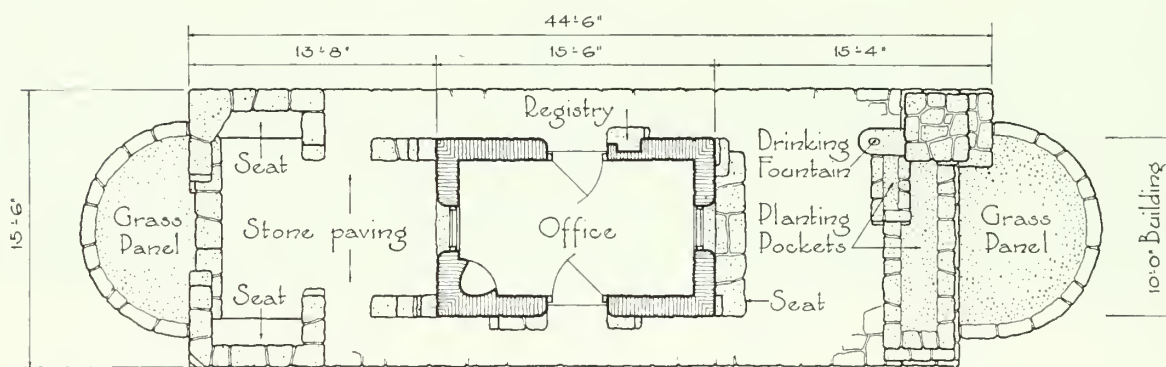 44'-6"
13'-8"
15'-6"
15'-4"
Registry
Drinking
Fountain
Seat
Grass
Panel
Stone paving
Office
Planting
Pockets
Grass
Panel
Seat
Seat
15'-6"
10'-0" Building